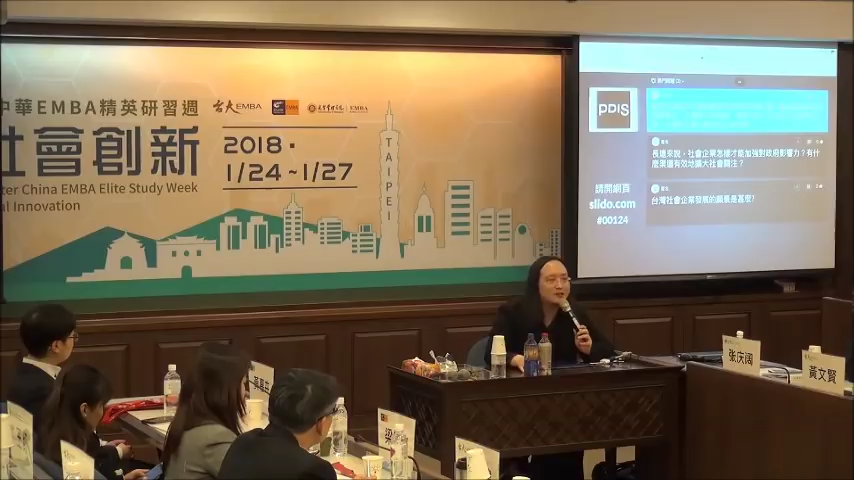 中華EMBA精英研習週
台大EMBA
EMBA
EMBA
社會創新
2018.
1/24~1/27
ter China EMBA Elite Study Week
al Innovation
TAIPEI
PDIS
請開網頁
slido.com
#00124
長遠來說，社會企業怎樣才能加強對政府影響力？有什
麼渠道有效地擴大社會關注？
台灣社會企業發展的願景是甚麼?
张庆阔
黃文賢
梁